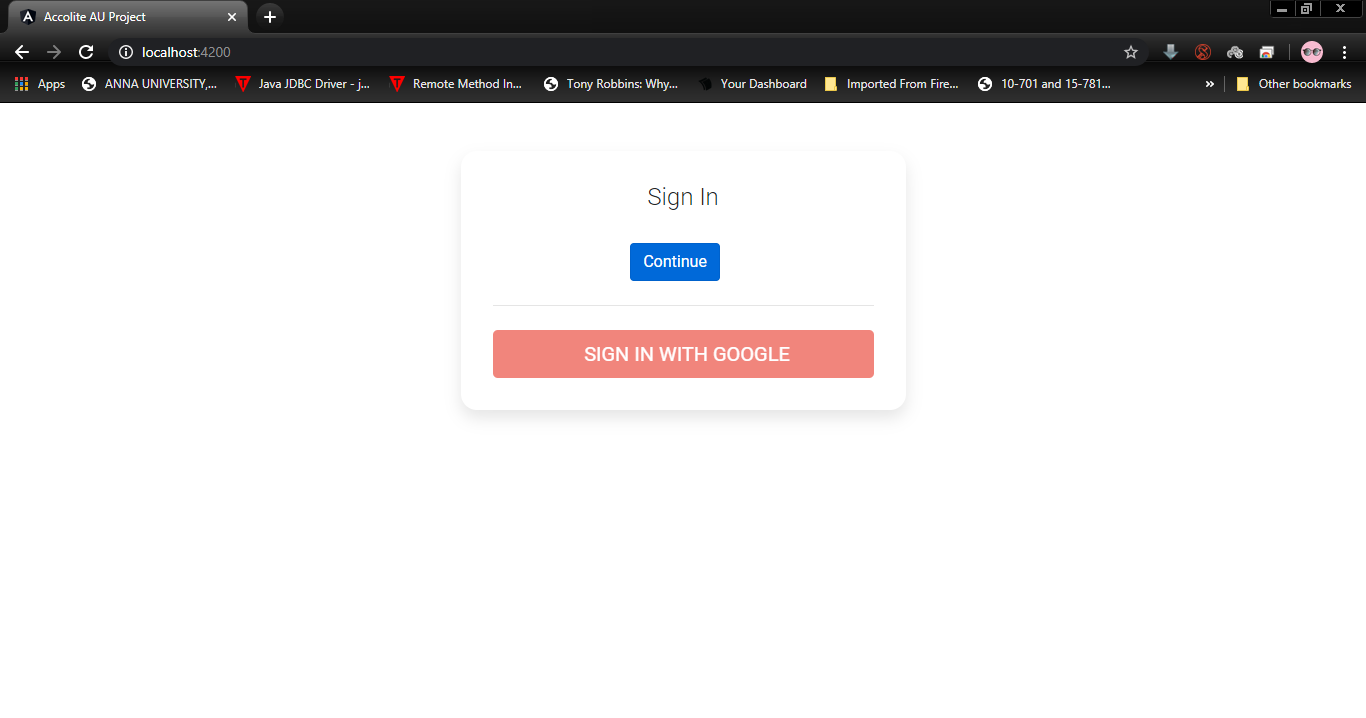 Accolite AU Project
localhost:4200
Apps
ANNA UNIVERSITY,...
Java JDBC Driver - j...
Remote Method In...
Tony Robbins: Why...
Your Dashboard
Imported From Fire...
10-701 and 15-781...
»
Other bookmarks
Sign In
Continue
SIGN IN WITH GOOGLE